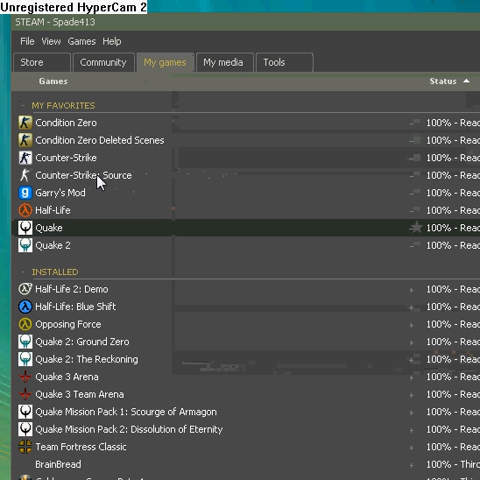 Unregistered HyperCam 2
STEAM - Spade413
File View Games Help
Store Community My games My media Tools
Games Status
- MY FAVORITES
Condition Zero 100% - Read
Condition Zero Deleted Scenes 100% - Read
Counter-Strike 100% - Read
Counter-Strike: Source 100% - Read
Garry's Mod 100% - Read
Half-Life 100% - Read
Quake 100% - Read
Quake 2 100% - Read
- INSTALLED
Half-Life 2: Demo + 100% - Read
Half-Life: Blue Shift + 100% - Read
Opposing Force + 100% - Read
Quake 2: Ground Zero + 100% - Read
Quake 2: The Reckoning + 100% - Read
Quake 3 Arena + 100% - Read
Quake 3 Team Arena + 100% - Read
Quake Mission Pack 1: Scourge of Armagon + 100% - Read
Quake Mission Pack 2: Dissolution of Eternity + 100% - Read
Team Fortress Classic + 100% - Read
BrainBread + 100% - Third